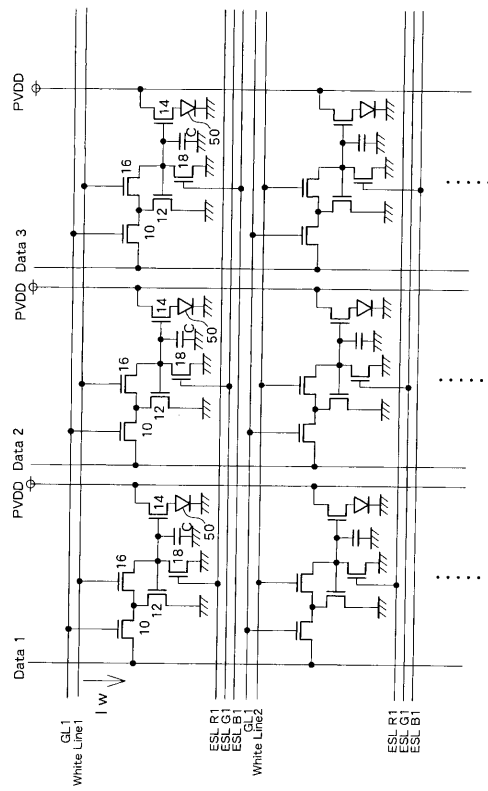 PVDD
PVDD
PVDD
Data 1
Data 2
Data 3
GL1
White Line1
I w
10
16
12
18
14
C
50
10
16
12
18
14
C
50
10
16
12
18
14
C
50
ESL R1
ESL G1
ESL B1
GL1
White Line2
ESL R1
ESL G1
ESL B1